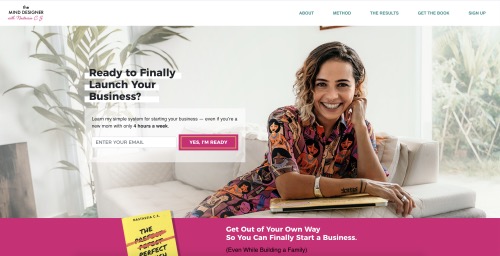 the
MIND DESIGNER
with Nastasia C.S.
ABOUT
METHOD
THE RESULTS
GET THE BOOK
SIGN UP
Ready to Finally
Launch Your
Business?
Learn my simple system for starting your business — even if you're a
new mom with only 4 hours a week.
ENTER YOUR EMAIL
YES, I'M READY
Get Out of Your Own Way
So You Can Finally Start a Business.
(Even While Building a Family)
NASTASIA C.S.
THE
PERFECT